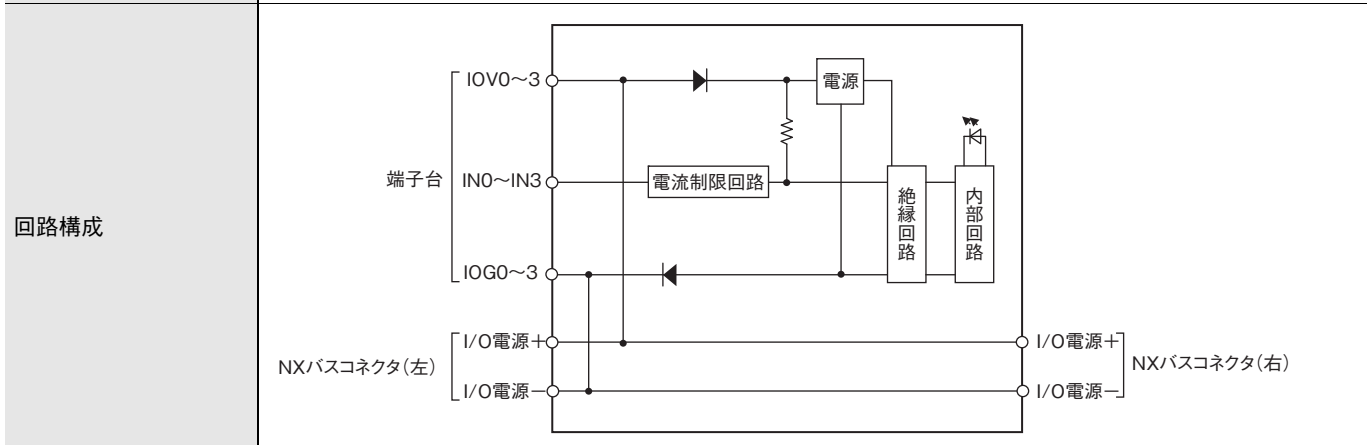 回路構成
端子台
IOV0～3
IN0～IN3
IOG0～3
電流制限回路
電源
絶縁回路
内部回路
NXバスコネクタ(左)
I/O電源＋
I/O電源－
I/O電源＋
I/O電源－
NXバスコネクタ(右)